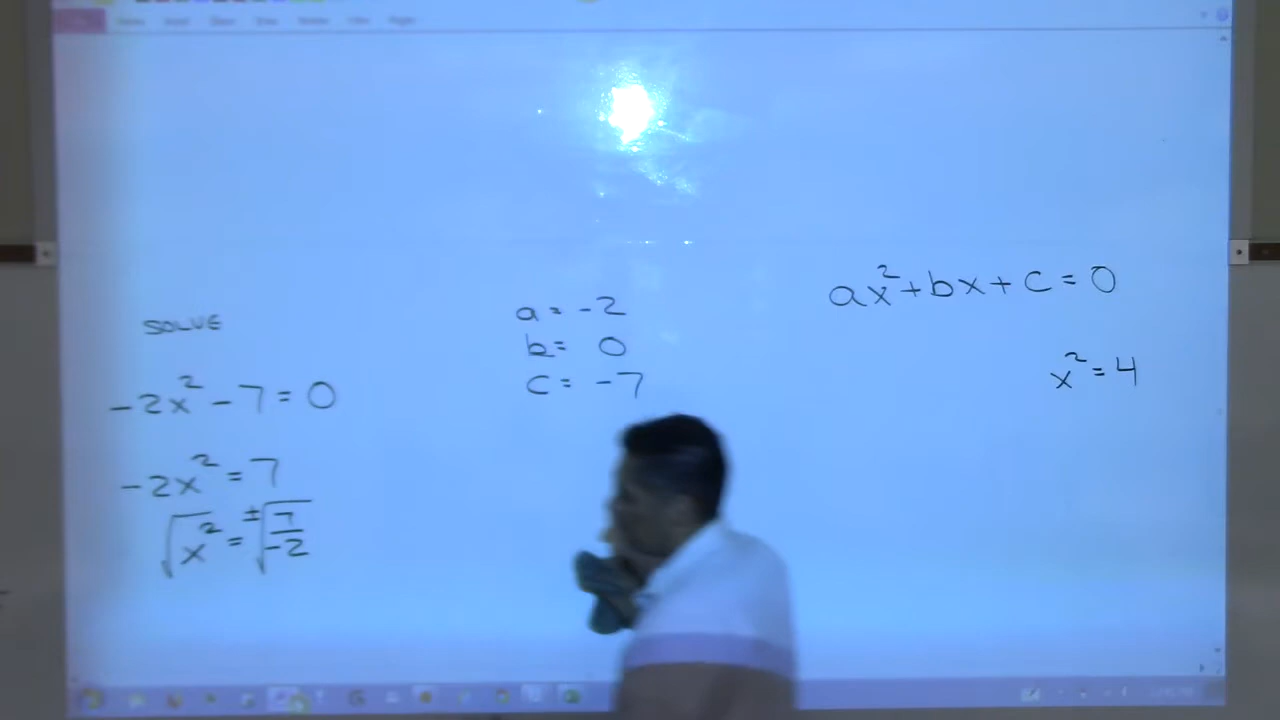 SOLVE
-2x² - 7 = 0
-2x² = 7
√x² = ±√7/-2
a = -2
b = 0
c = -7
ax² + bx + c = 0
x² = 4